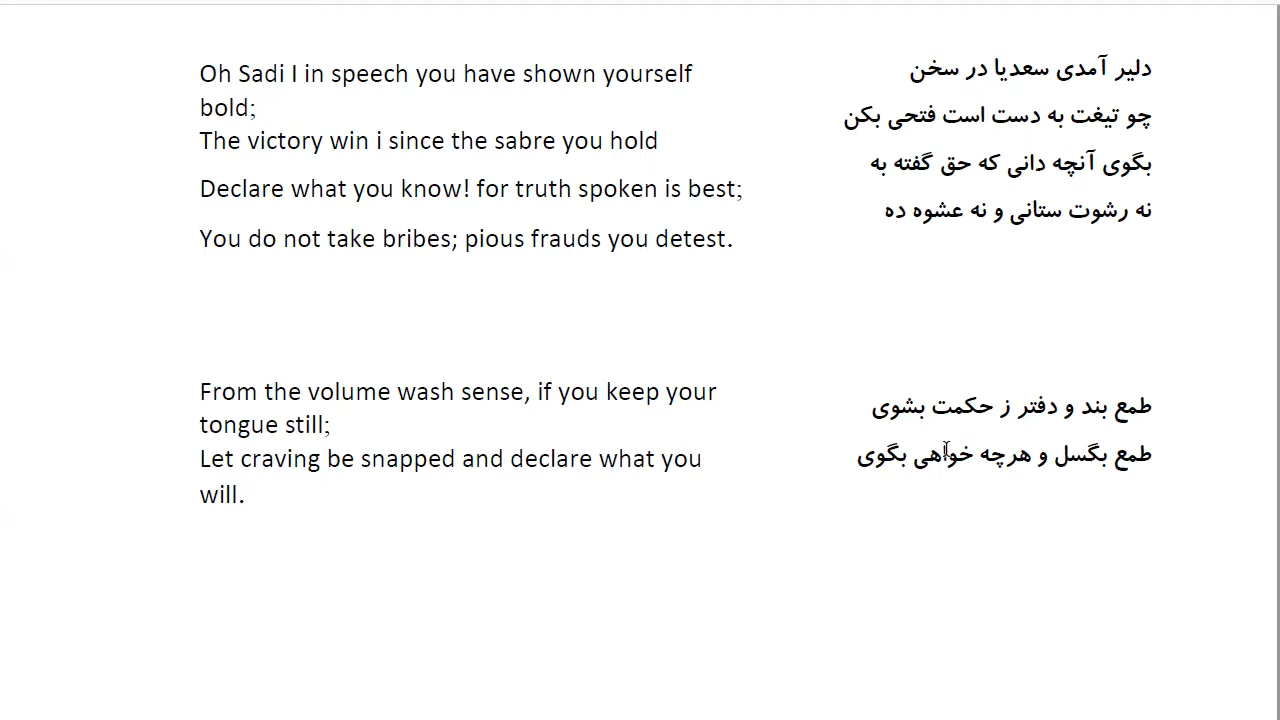 Oh Sadi I in speech you have shown yourself
bold;
The victory win i since the sabre you hold
Declare what you know! for truth spoken is best;
You do not take bribes; pious frauds you detest.
دلیر آمدی سعدیا در سخن
چو تیغت به دست است فتحی بکن
بگوی آنچه دانی که حق گفته به
نه رشوت ستانی و نه عشوه ده
From the volume wash sense, if you keep your
tongue still;
Let craving be snapped and declare what you
will.
طمع بند و دفتر ز حکمت بشوی
طمع بگسل و هرچه خواهی بگوی